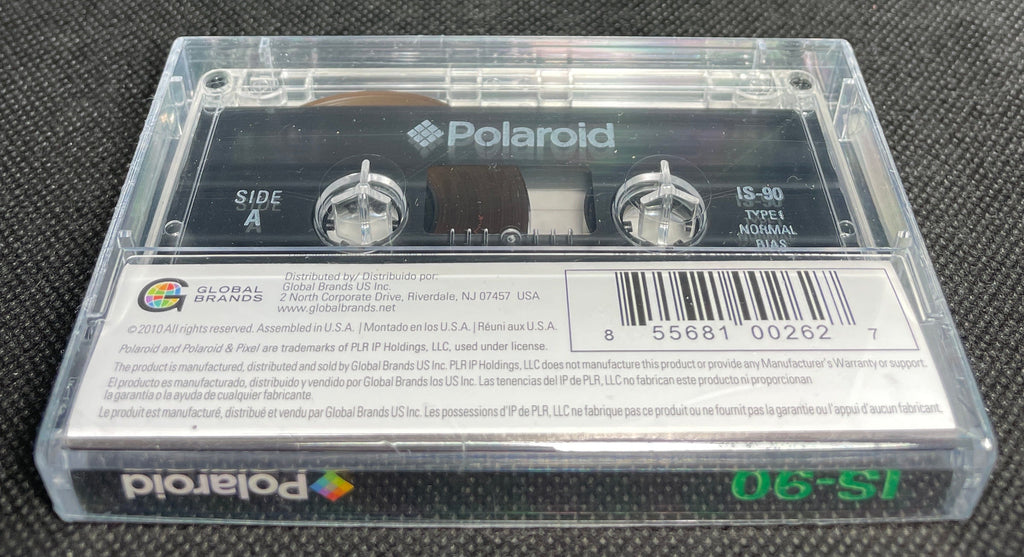 Polaroid
SIDE
A
IS-90
TYPE I
NORMAL
BIAS
GLOBAL
BRANDS
Distributed by/ Distribuido por:
Global Brands US Inc.
2 North Corporate Drive, Riverdale, NJ 07457 USA
www.globalbrands.net
©2010 All rights reserved. Assembled in U.S.A. | Montado en los U.S.A. | Réuni aux U.S.A.
Polaroid and Polaroid & Pixel are trademarks of PLR IP Holdings, LLC, used under license.
8 55681 00262 7
The product is manufactured, distributed and sold by Global Brands US Inc. PLR IP Holdings, LLC does not manufacture this product or provide any Manufacturer's Warranty or support.
El producto es manufacturado, distribuido y vendido por Global Brands los US Inc. Las tenencias del IP de PLR, LLC no fabrican este producto ni proporcionan
la garantía o la ayuda de cualquier fabricante.
Le produit est manufacturé, distribué et vendu par Global Brands US Inc. Les possessions d'IP de PLR, LLC ne fabrique pas ce produit ou ne fournit pas la garantie ou l'appui d'aucun fabricant.
Polaroid
IS-90